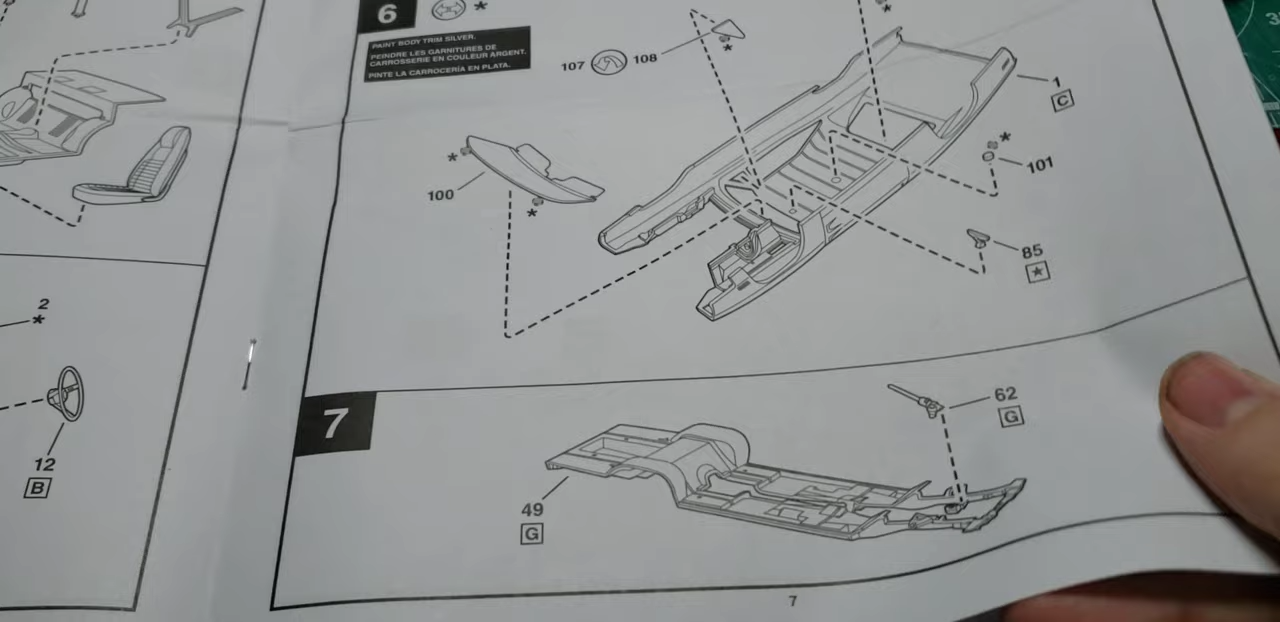 6
*
PAINT BODY TRIM SILVER.
PEINDRE LES GARNITURES DE
CARROSSERIE EN COULEUR ARGENT.
PINTE LA CARROCERÍA EN PLATA.
107 108
*
*
1
C
*
100
*
*
101
85
★
2
*
12
B
7
62
G
49
G
7
3